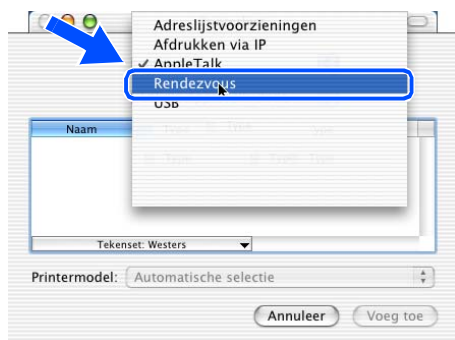 Adreslijstvoorzieningen
Afdrukken via IP
✓ AppleTalk
Rendezvous
USB
Naam
Tekenset: Westers
Printermodel: Automatische selectie
Annuleer Voeg toe